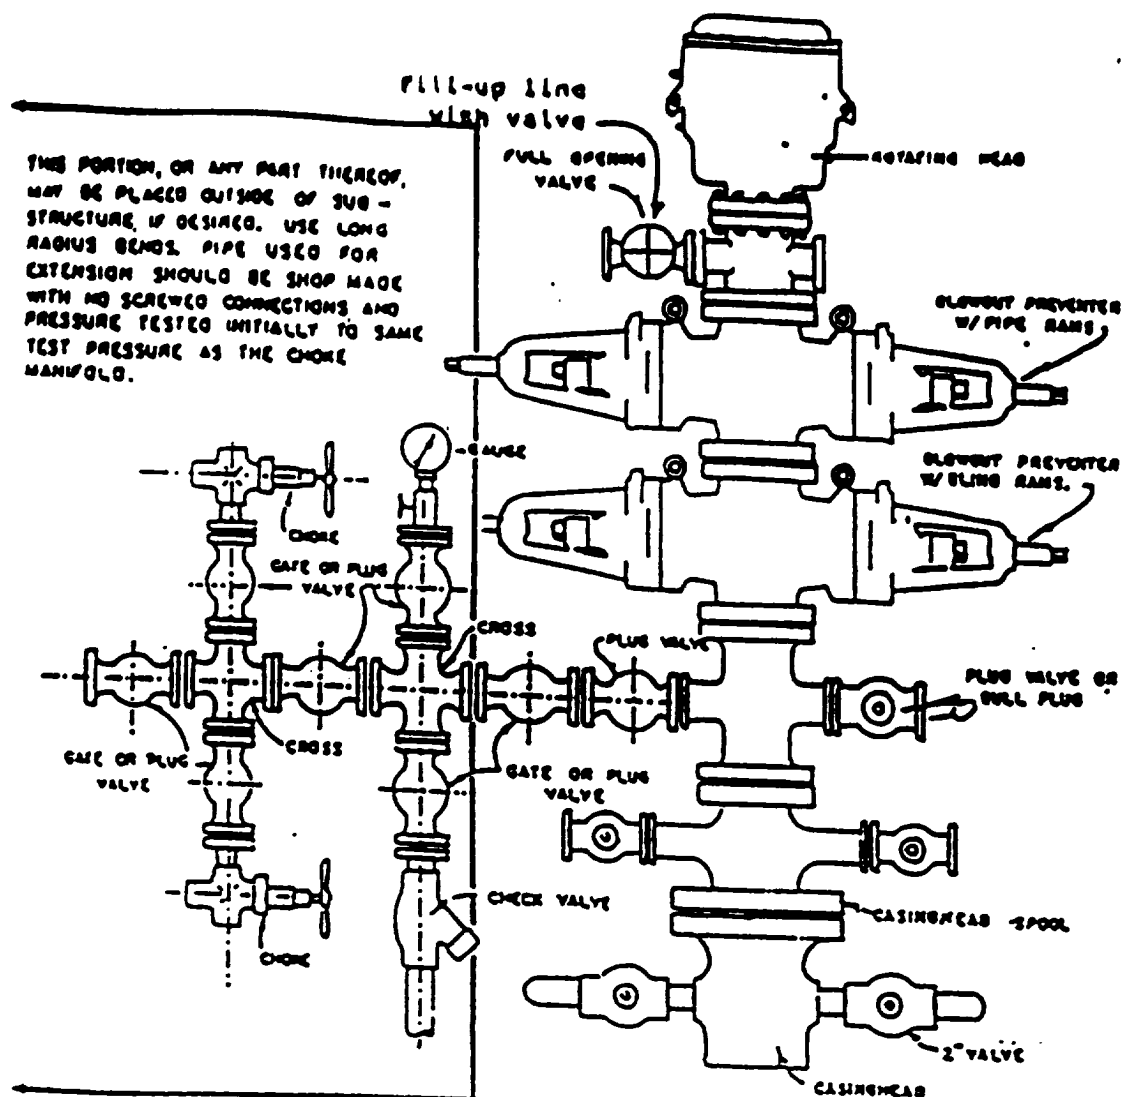 Fill-up line
with valve
FULL OPENING
VALVE
ROTATING HEAD
THIS PORTION, OR ANY PART THEREOF,
MAY BE PLACED OUTSIDE OF SUB-
STRUCTURE, IF DESIRED. USE LONG
RADIUS BENDS. PIPE USED FOR
EXTENSION SHOULD BE SHOP MADE
WITH NO SCREWED CONNECTIONS AND
PRESSURE TESTED INITIALLY TO SAME
TEST PRESSURE AS THE CHOKE
MANIFOLD.
BLOWOUT PREVENTER
W/ PIPE RAMS
GAUGE
BLOWOUT PREVENTER
W/ BLIND RAMS.
CHOKE
GATE OR PLUG
VALVE
CROSS
PLUG VALVE
PLUG VALVE OR
BULL PLUG
CROSS
GATE OR PLUG
VALVE
GATE OR PLUG
VALVE
CHECK VALVE
CASINGHEAD SPOOL
CHOKE
2" VALVE
CASINGHEAD